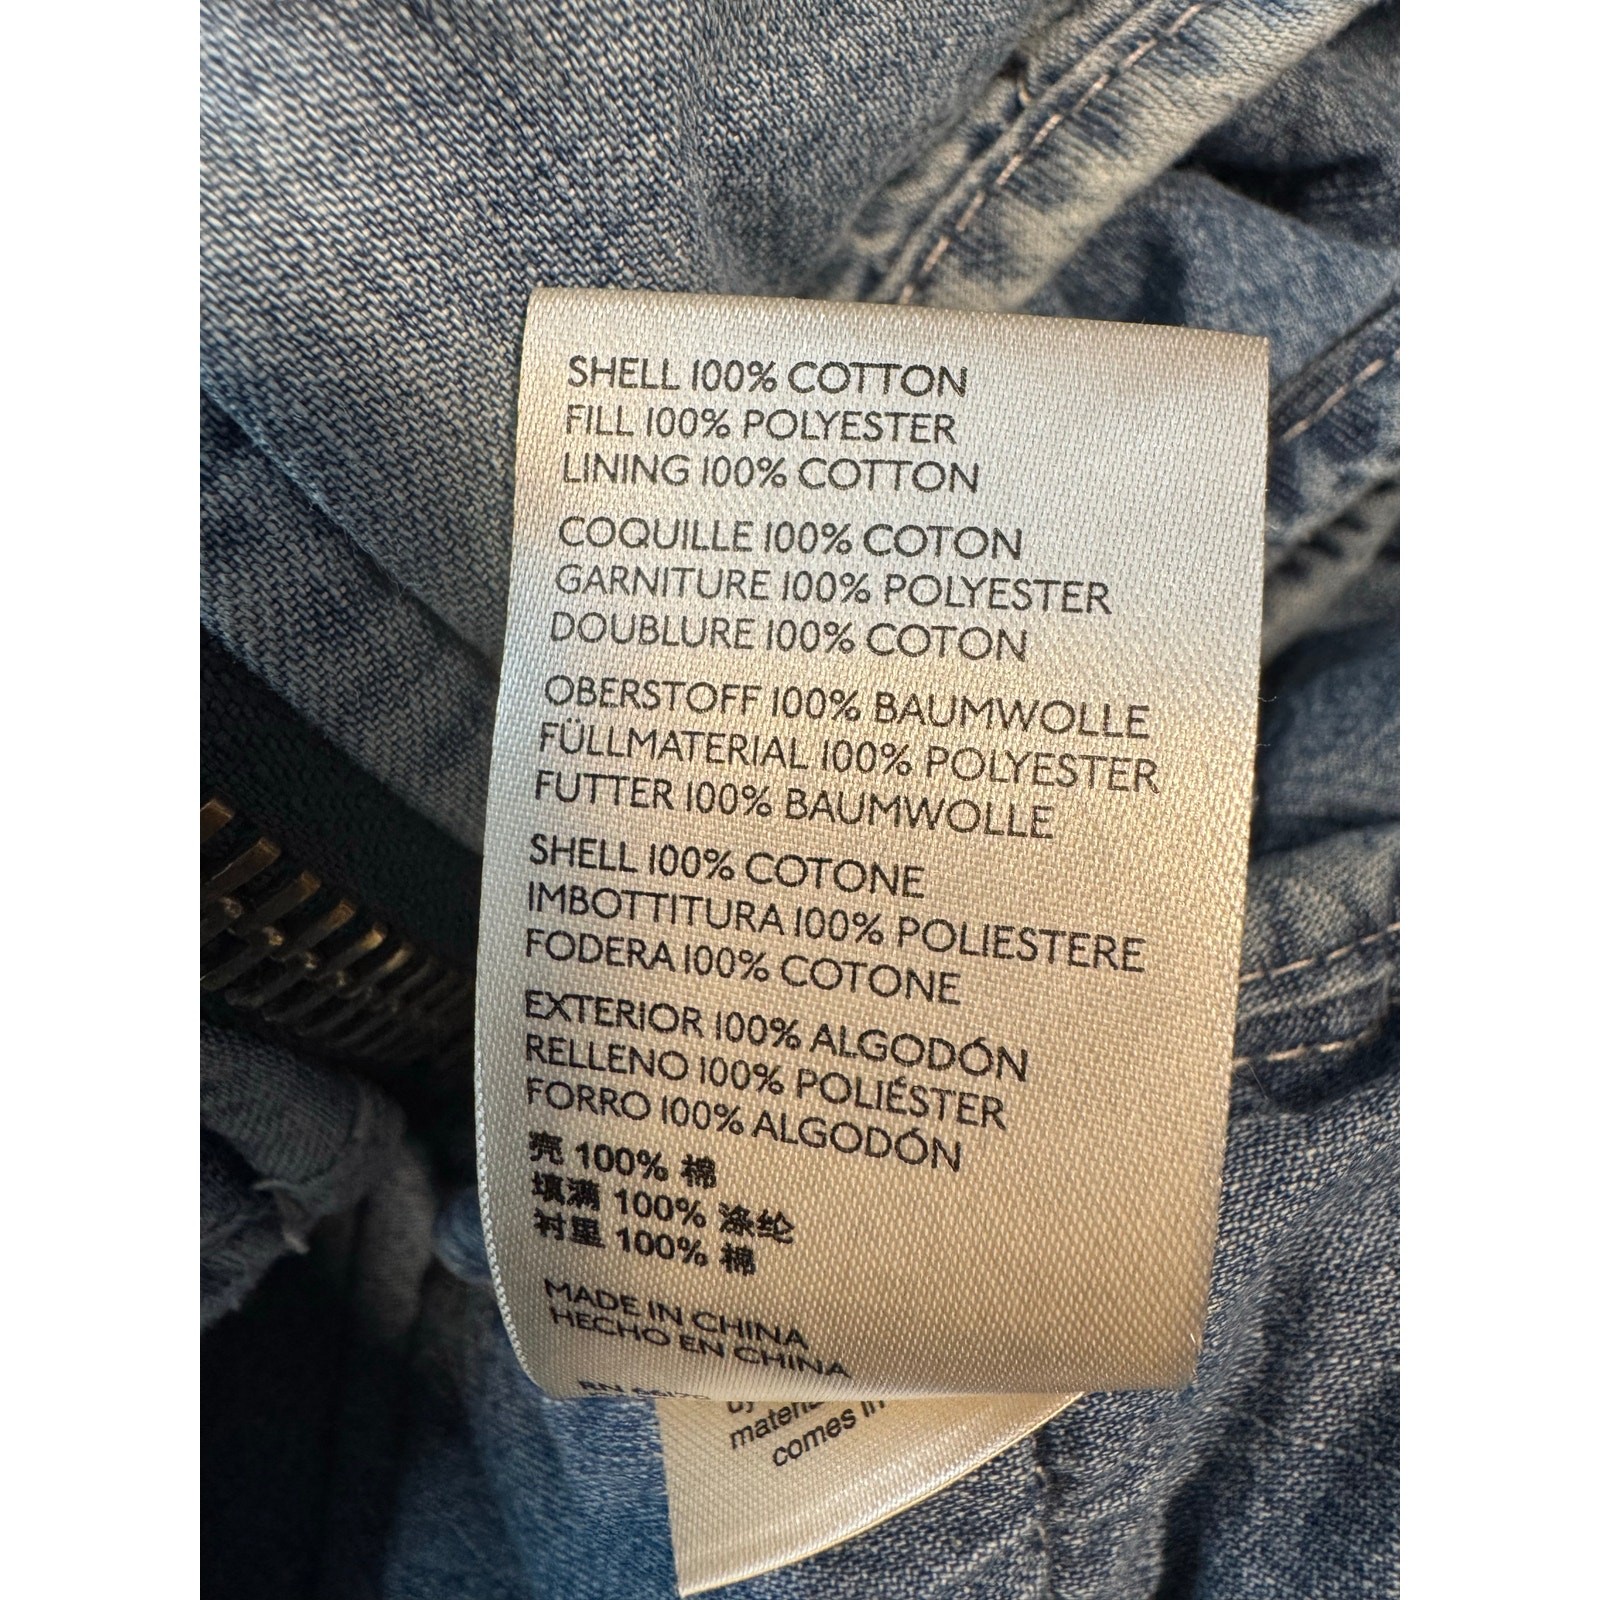 SHELL 100% COTTON
FILL 100% POLYESTER
LINING 100% COTTON
COQUILLE 100% COTON
GARNITURE 100% POLYESTER
DOUBLURE 100% COTON
OBERSTOFF 100% BAUMWOLLE
FÜLLMATERIAL 100% POLYESTER
FUTTER 100% BAUMWOLLE
SHELL 100% COTONE
IMBOTTITURA 100% POLIESTERE
FODERA 100% COTONE
EXTERIOR 100% ALGODÓN
RELLENO 100% POLIÉSTER
FORRO 100% ALGODÓN
壳 100% 棉
填满 100% 涤纶
衬里 100% 棉
MADE IN CHINA
HECHO EN CHINA
RN
comes in